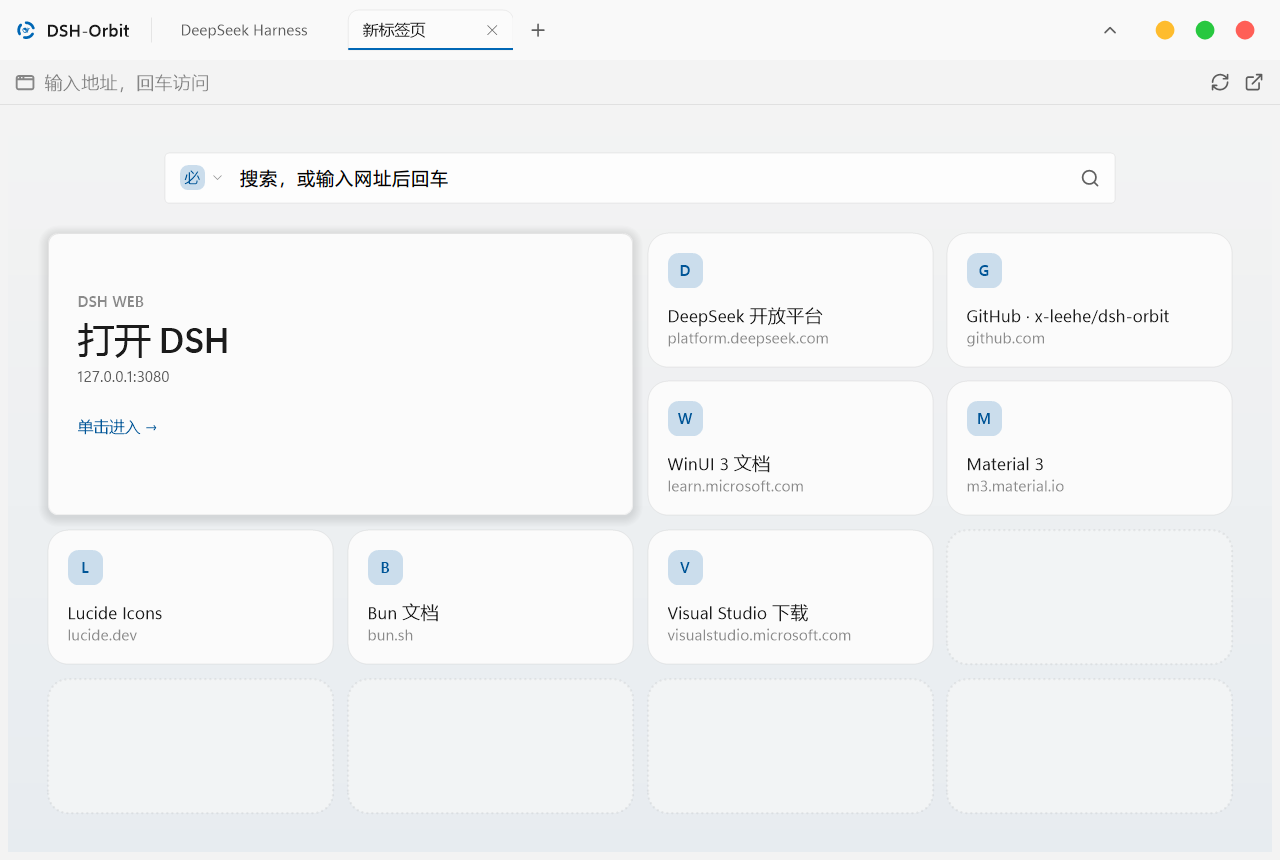 DSH-Orbit
DeepSeek Harness
新标签页
输入地址，回车访问
必
搜索，或输入网址后回车
DSH WEB
打开 DSH
127.0.0.1:3080
单击进入 →
D
DeepSeek 开放平台
platform.deepseek.com
G
GitHub · x-leehe/dsh-orbit
github.com
W
WinUI 3 文档
learn.microsoft.com
M
Material 3
m3.material.io
L
Lucide Icons
lucide.dev
B
Bun 文档
bun.sh
V
Visual Studio 下载
visualstudio.microsoft.com